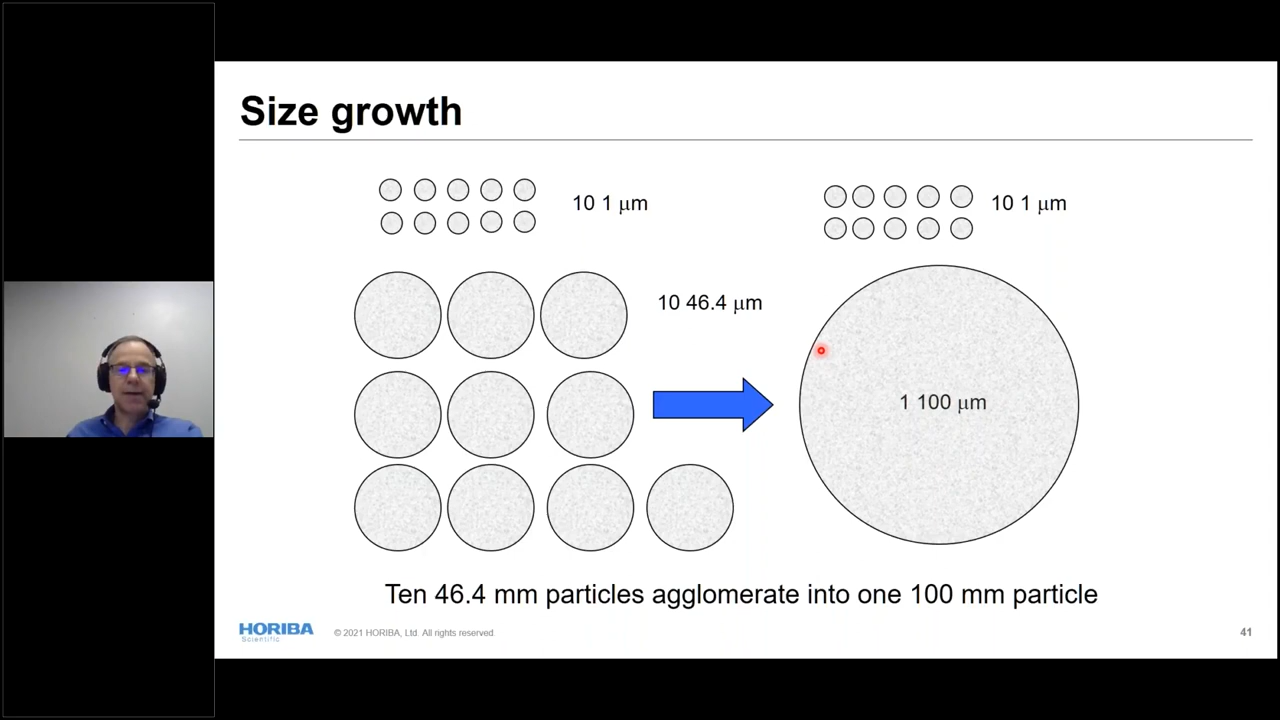 Size growth
10 1 μm
10 1 μm
10 46.4 μm
1 100 μm
Ten 46.4 mm particles agglomerate into one 100 mm particle
HORIBA
Scientific
© 2021 HORIBA, Ltd. All rights reserved.
41